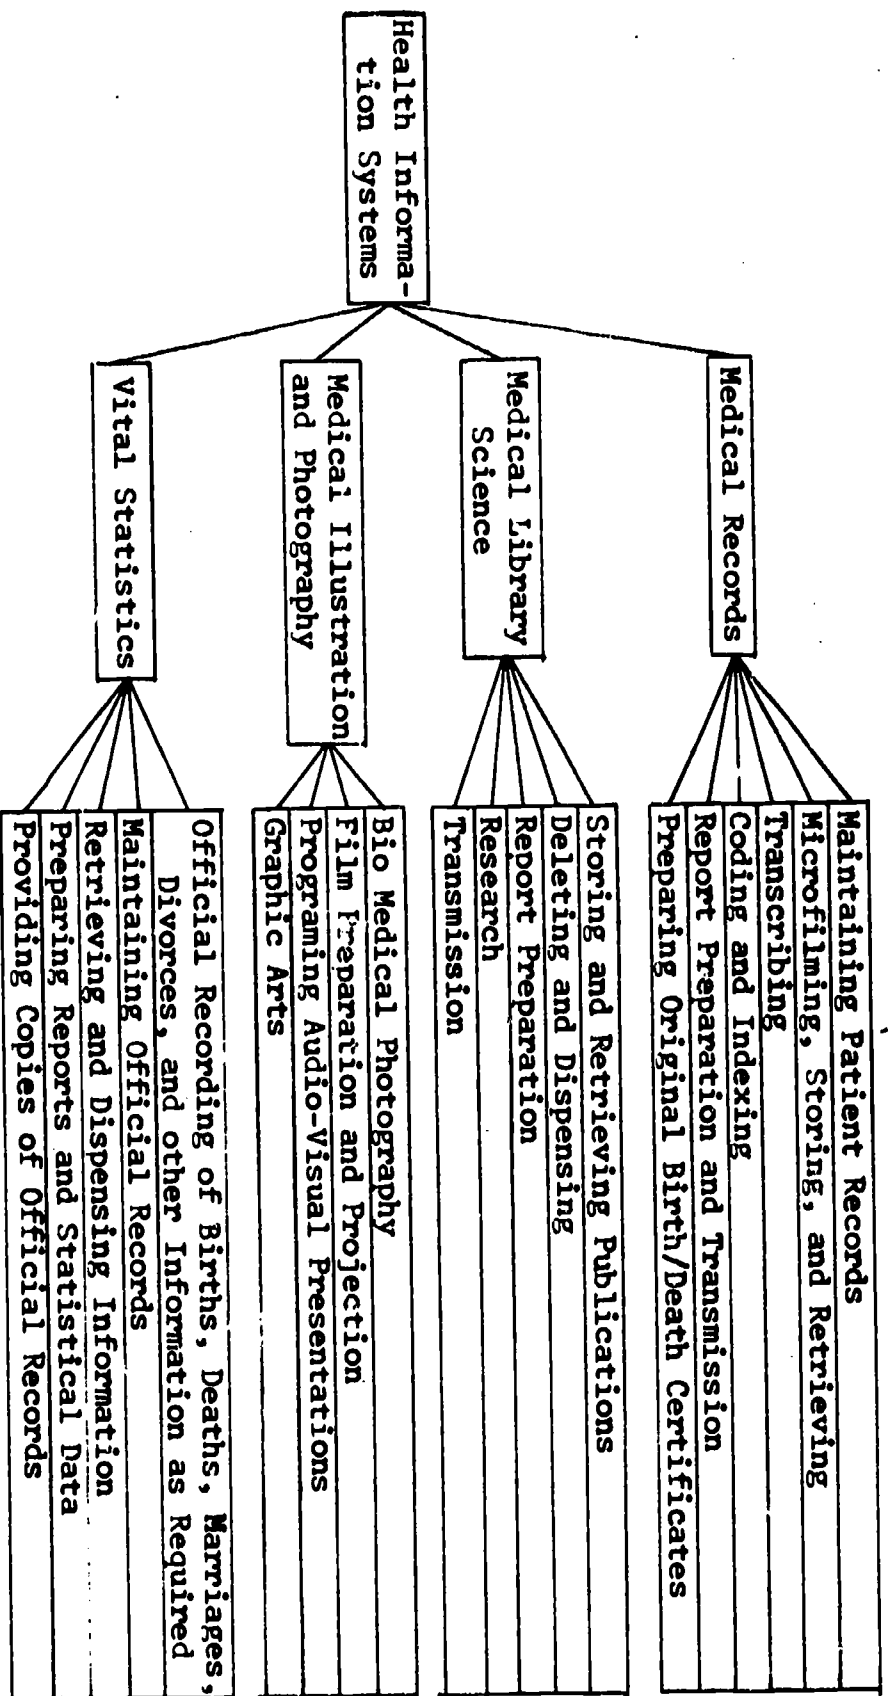 Health Informa-
tion Systems
Medical Records
Maintaining Patient Records
Microfilming, Storing, and Retrieving
Transcribing
Coding and Indexing
Report Preparation and Transmission
Preparing Original Birth/Death Certificates
Medical Library
Science
Storing and Retrieving Publications
Deleting and Dispensing
Report Preparation
Research
Transmission
Medical Illustration
and Photography
Bio Medical Photography
Film Preparation and Projection
Programing Audio-Visual Presentations
Graphic Arts
Vital Statistics
Official Recording of Births, Deaths, Marriages,
Divorces, and other Information as Required
Maintaining Official Records
Retrieving and Dispensing Information
Preparing Reports and Statistical Data
Providing Copies of Official Records